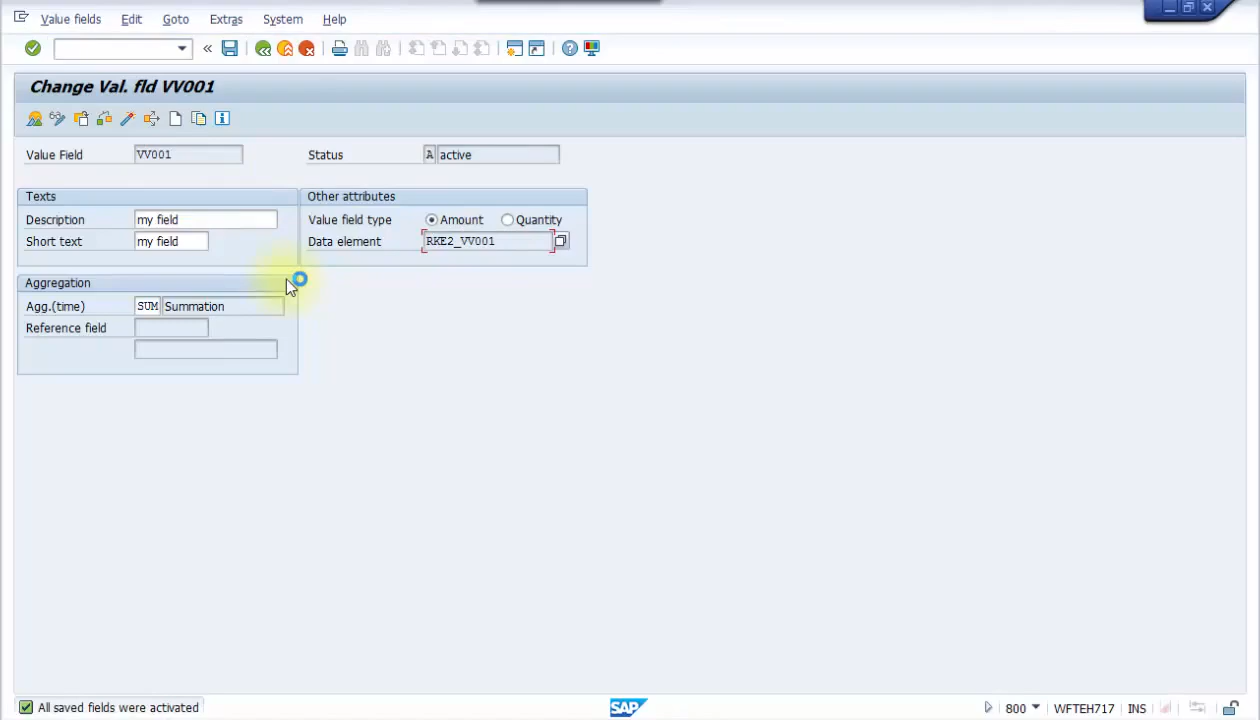 Value fields Edit Goto Extras System Help
Change Val. fld VV001
Value Field VV001 Status A active
Texts Other attributes
Description my field Value field type Amount Quantity
Short text my field Data element RKE2_VV001
Aggregation
Agg.(time) SUM Summation
Reference field
All saved fields were activated SAP 800 WFTEH717 INS